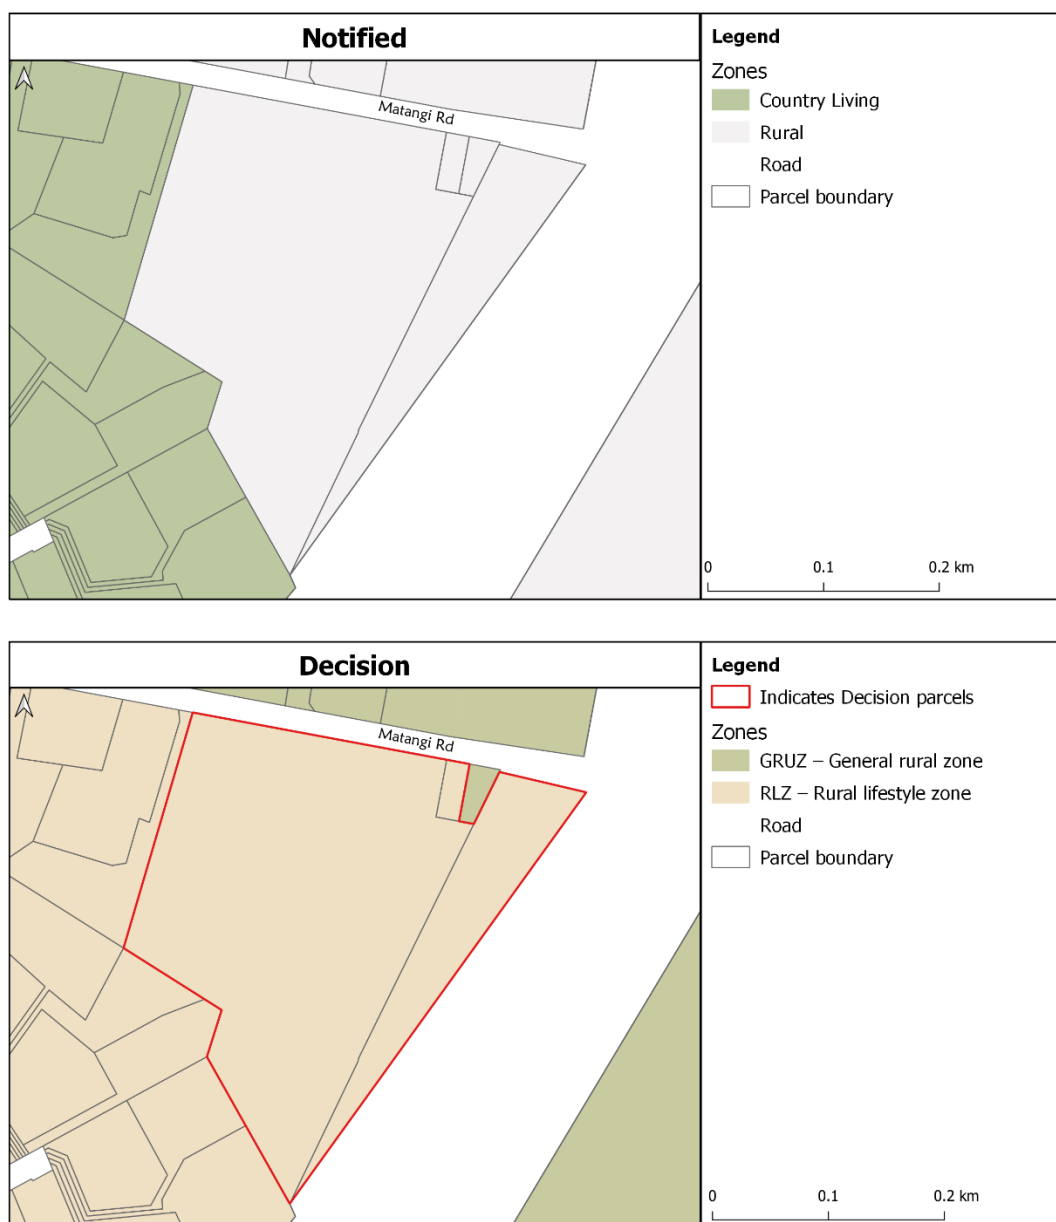 Notified
Legend
Zones
Country Living
Rural
Road
Parcel boundary
Matangi Rd
0 0.1 0.2 km
Decision
Legend
Indicates Decision parcels
Zones
GRUZ – General rural zone
RLZ – Rural lifestyle zone
Road
Parcel boundary
Matangi Rd
0 0.1 0.2 km